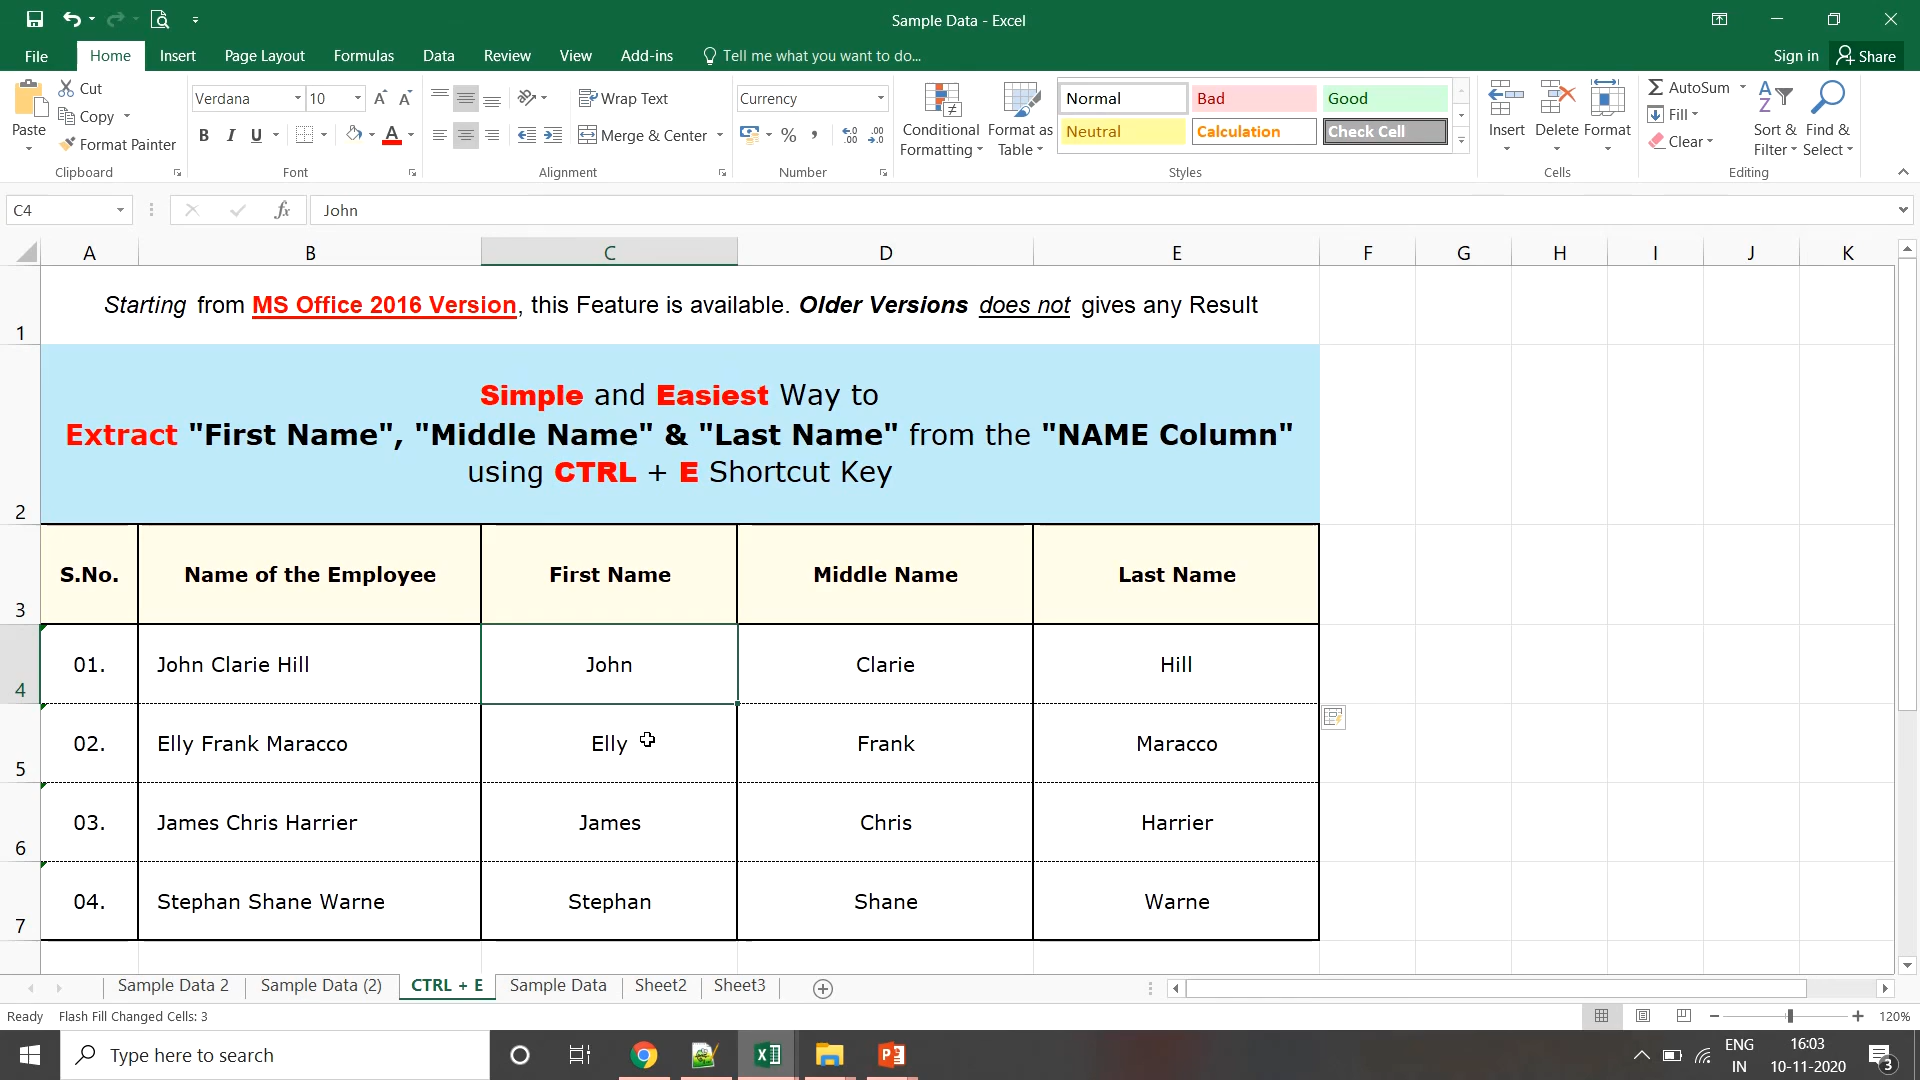 Sample Data - Excel
File Home Insert Page Layout Formulas Data Review View Add-ins Tell me what you want to do... Sign in Share
Paste
Cut
Copy
Format Painter
Clipboard
Verdana 10
B I U A
Font
Wrap Text
Merge & Center
Alignment
Currency
% ,
Number
Conditional Formatting
Format as Table
Normal Bad Good
Neutral Calculation Check Cell
Styles
Insert Delete Format
Cells
AutoSum
Fill
Clear
Sort & Filter
Find & Select
Editing
C4 fx John
A B C D E F G H I J K
1 Starting from MS Office 2016 Version, this Feature is available. Older Versions does not gives any Result
Simple and Easiest Way to
Extract "First Name", "Middle Name" & "Last Name" from the "NAME Column"
using CTRL + E Shortcut Key
2
3 S.No. Name of the Employee First Name Middle Name Last Name
4 01. John Clarie Hill John Clarie Hill
5 02. Elly Frank Maracco Elly Frank Maracco
6 03. James Chris Harrier James Chris Harrier
7 04. Stephan Shane Warne Stephan Shane Warne
Sample Data 2 Sample Data (2) CTRL + E Sample Data Sheet2 Sheet3
Ready Flash Fill Changed Cells: 3 120%
Type here to search
ENG
IN
16:03
10-11-2020
3